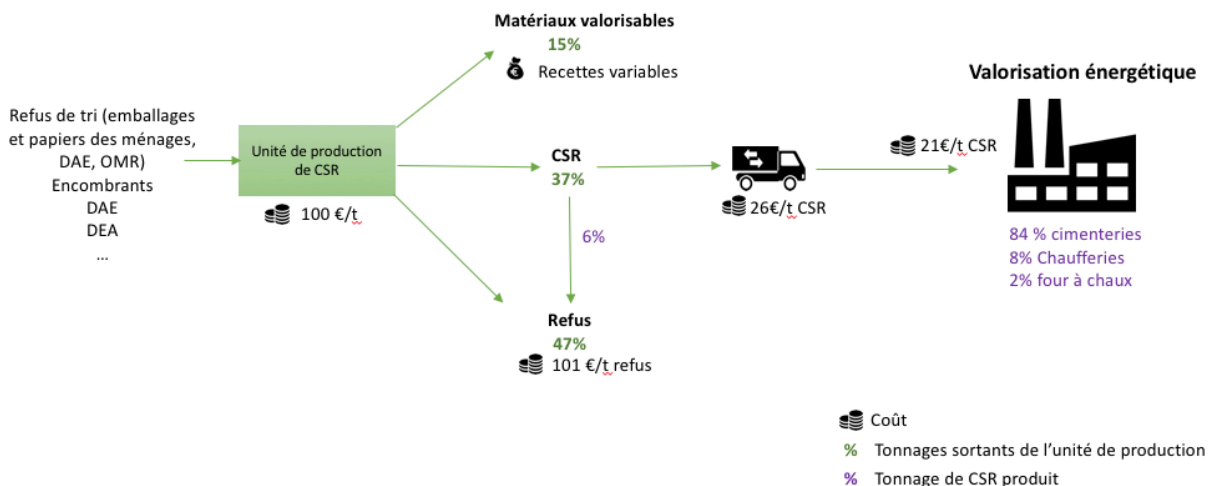 Matériaux valorisables
15%
Recettes variables
Valorisation énergétique
Refus de tri (emballages
et papiers des ménages,
DAE, OMR)
Encombrants
DAE
DEA
...
Unité de production
de CSR
100 €/t
CSR
37%
26€/t CSR
21€/t CSR
84 % cimenteries
8% Chaufferies
2% four à chaux
6%
Refus
47%
101 €/t refus
Coût
% Tonnages sortants de l'unité de production
% Tonnage de CSR produit